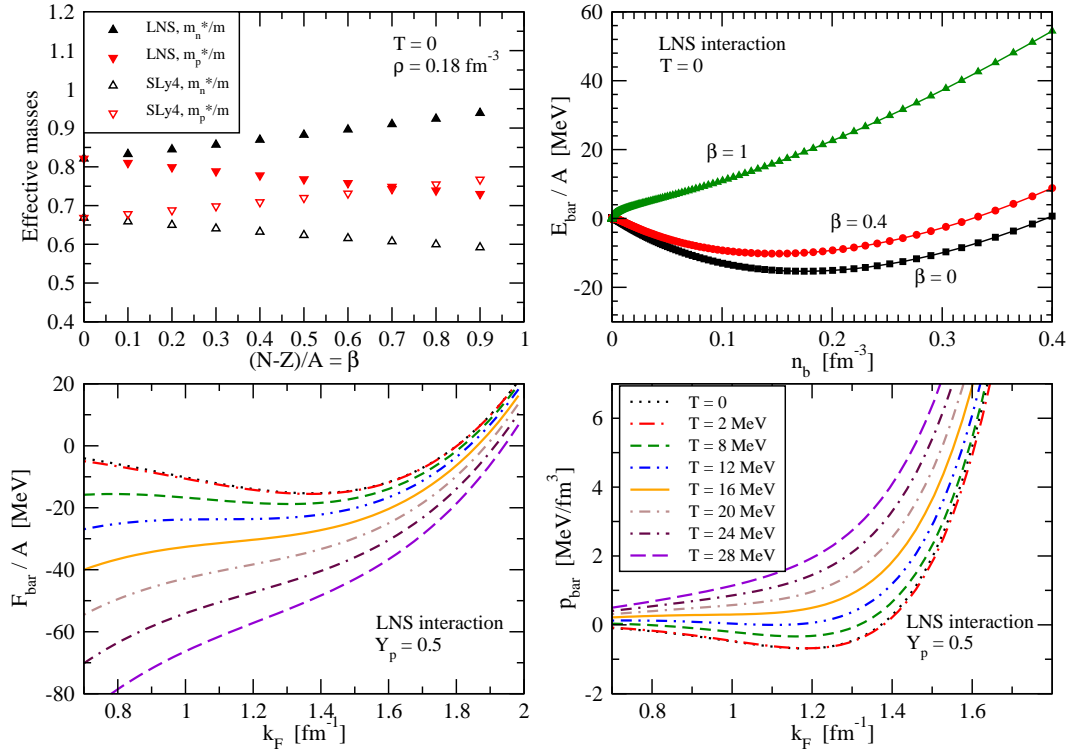 LNS, m_n*/m
LNS, m_p*/m
SLy4, m_n*/m
SLy4, m_p*/m
T = 0
ρ = 0.18 fm^-3
Effective masses
1.2
1.1
1
0.9
0.8
0.7
0.6
0.5
0.4
0 0.1 0.2 0.3 0.4 0.5 0.6 0.7 0.8 0.9 1
(N-Z)/A = β
LNS interaction
T = 0
E_bar / A [MeV]
60
40
20
0
-20
β = 1
β = 0.4
β = 0
0 0.1 0.2 0.3 0.4
n_b [fm^-3]
F_bar / A [MeV]
20
0
-20
-40
-60
-80
LNS interaction
Y_p = 0.5
0.8 1 1.2 1.4 1.6 1.8 2
k_F [fm^-1]
p_bar [MeV/fm^3]
6
4
2
0
-2
T = 0
T = 2 MeV
T = 8 MeV
T = 12 MeV
T = 16 MeV
T = 20 MeV
T = 24 MeV
T = 28 MeV
LNS interaction
Y_p = 0.5
0.8 1 1.2 1.4 1.6
k_F [fm^-1]